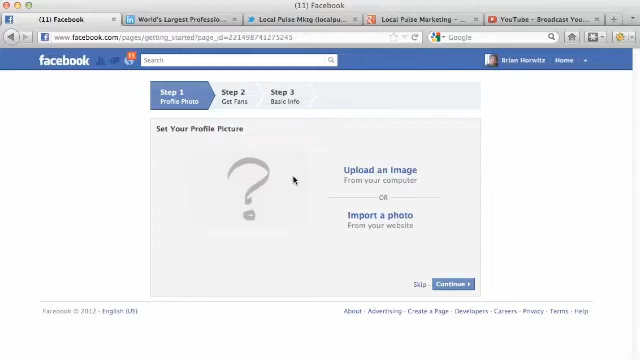 (11) Facebook
(11) Facebook
World's Largest Professio...
Local Pulse Mktg (localpu...
Local Pulse Marketing – ...
YouTube - Broadcast You...
www.facebook.com/pages/getting_started?page_id=221498741275245
Google
facebook
11
Search
Brian Horwitz
Home
Step 1
Profile Photo
Step 2
Get Fans
Step 3
Basic Info
Set Your Profile Picture
?
Upload an Image
From your computer
OR
Import a photo
From your website
Skip · Continue
Facebook © 2012 · English (US)
About · Advertising · Create a Page · Developers · Careers · Privacy · Terms · Help